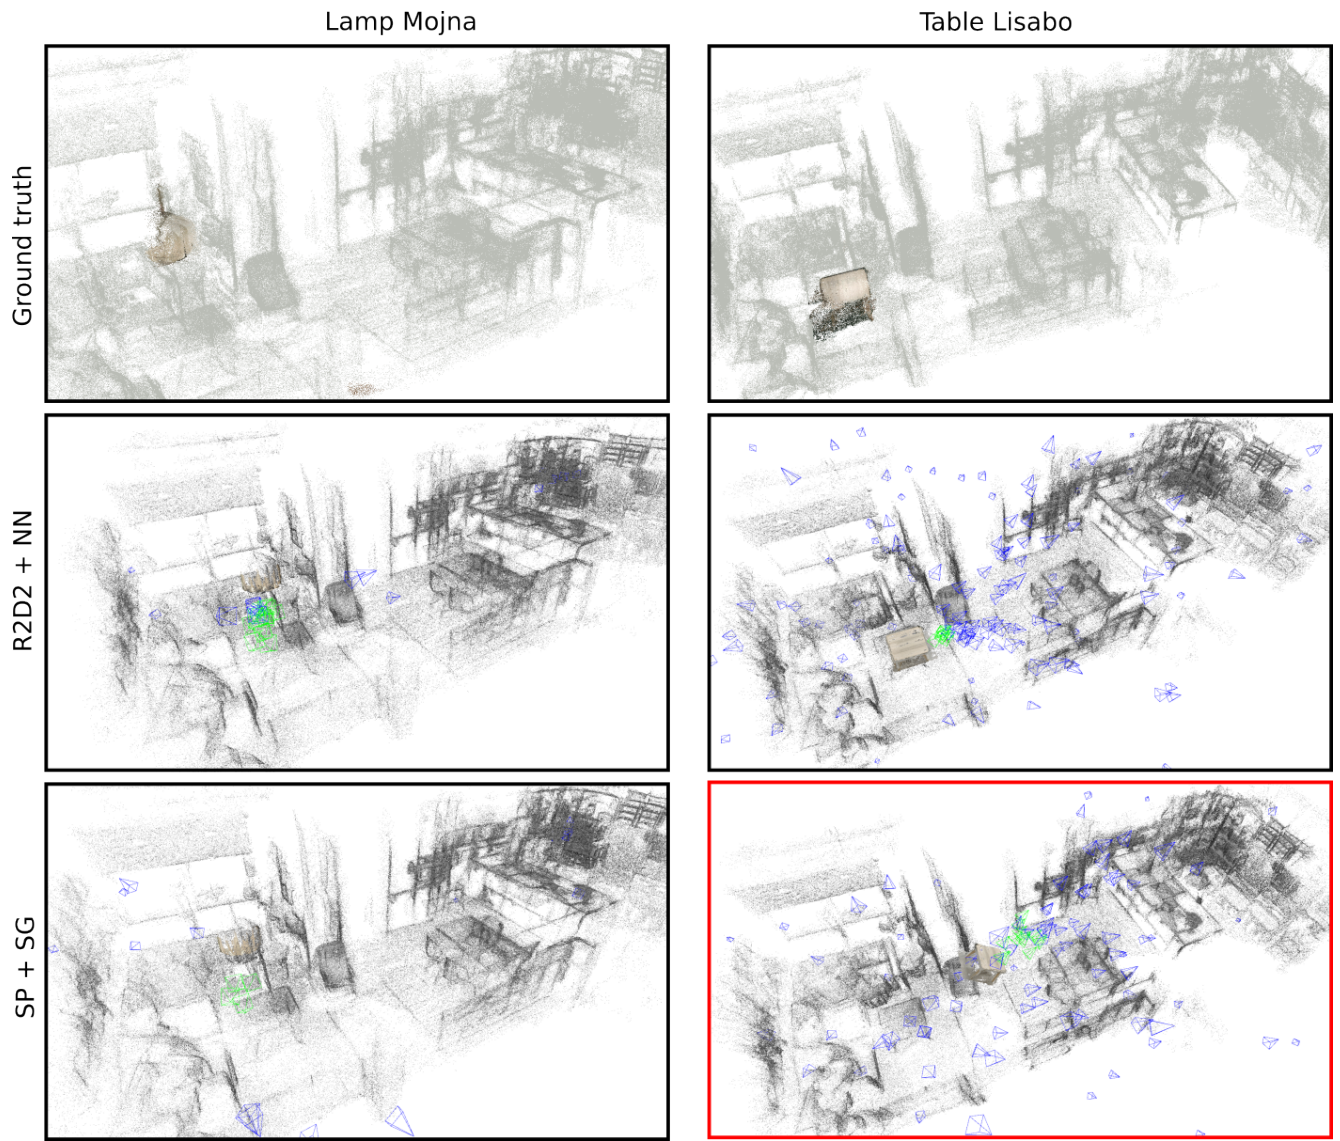 Lamp Mojna
Table Lisabo
Ground truth
R2D2 + NN
SP + SG